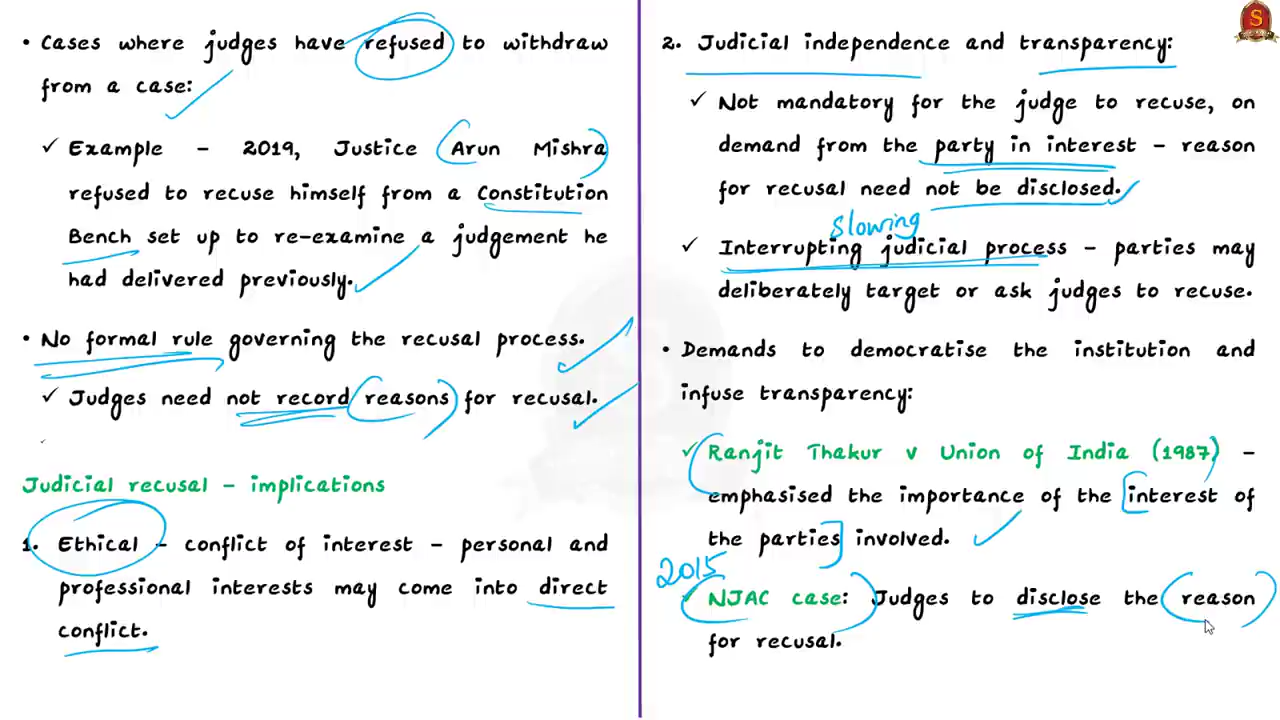 • Cases where judges have refused to withdraw
from a case:
✓ Example - 2019, Justice Arun Mishra
refused to recuse himself from a Constitution
Bench set up to re-examine a judgement he
had delivered previously.
• No formal rule governing the recusal process.
✓ Judges need not record reasons for recusal.
Judicial recusal - implications
1. Ethical - conflict of interest - personal and
professional interests may come into direct
conflict.
2. Judicial independence and transparency:
✓ Not mandatory for the judge to recuse, on
demand from the party in interest - reason
for recusal need not be disclosed.
Slowing
✓ Interrupting judicial process - parties may
deliberately target or ask judges to recuse.
• Demands to democratise the institution and
infuse transparency:
✓ Ranjit Thakur v Union of India (1987) -
emphasised the importance of the interest of
the parties involved.
2015
✓ NJAC case: Judges to disclose the reason
for recusal.